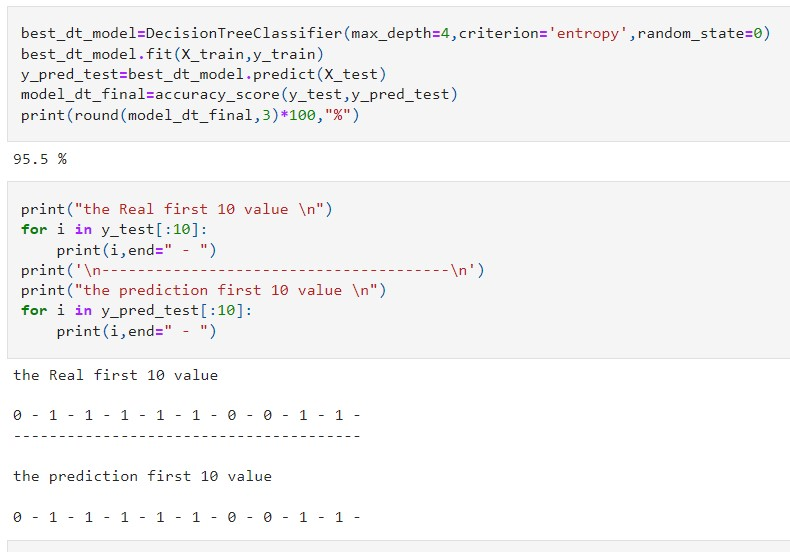 best_dt_model=DecisionTreeClassifier(max_depth=4,criterion='entropy',random_state=0)
best_dt_model.fit(X_train,y_train)
y_pred_test=best_dt_model.predict(X_test)
model_dt_final=accuracy_score(y_test,y_pred_test)
print(round(model_dt_final,3)*100,"%")
95.5 %
print("the Real first 10 value \n")
for i in y_test[:10]:
    print(i,end=" - ")
print('\n---------------------------------------\n')
print("the prediction first 10 value \n")
for i in y_pred_test[:10]:
    print(i,end=" - ")
the Real first 10 value
0 - 1 - 1 - 1 - 1 - 1 - 0 - 0 - 1 - 1 -
---------------------------------------
the prediction first 10 value
0 - 1 - 1 - 1 - 1 - 1 - 0 - 0 - 1 - 1 -